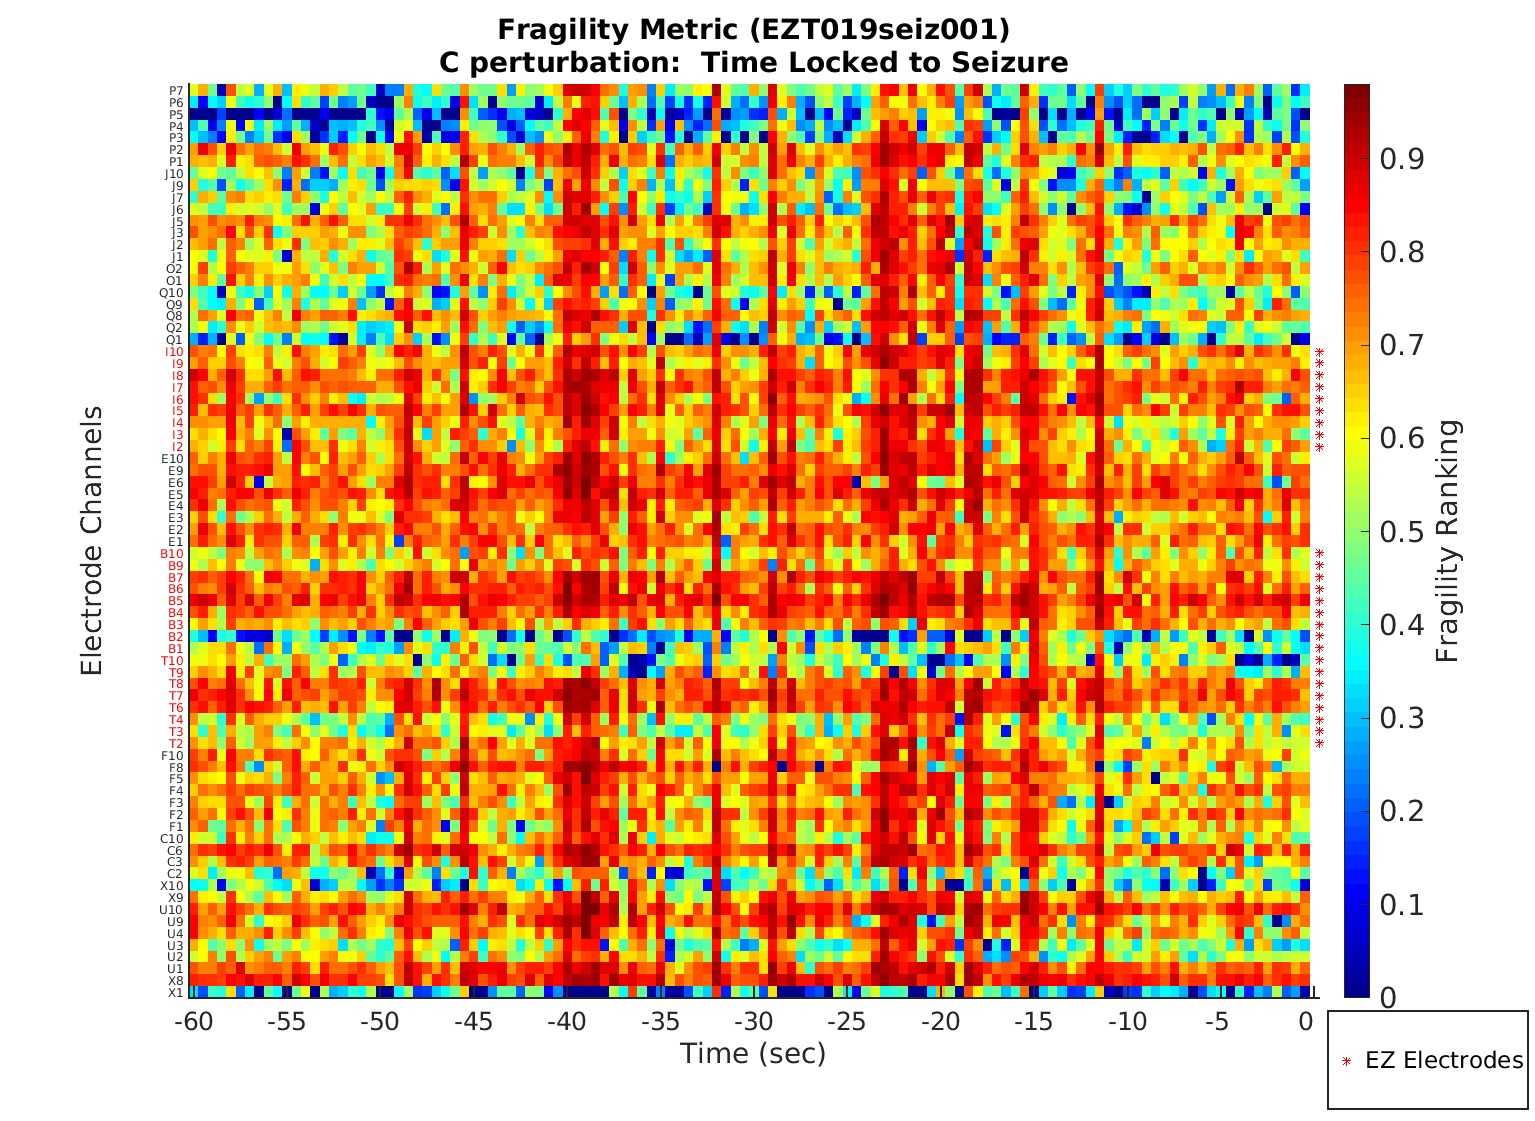 Fragility Metric (EZT019seiz001)
C perturbation:  Time Locked to Seizure
Electrode Channels
P7
P6
P5
P4
P3
P2
P1
J10
J9
J7
J6
J5
J3
J2
J1
O2
O1
Q10
Q9
Q8
Q2
Q1
I10
I9
I8
I7
I6
I5
I4
I3
I2
E10
E9
E6
E5
E4
E3
E2
E1
B10
B9
B7
B6
B5
B4
B3
B2
B1
T10
T9
T8
T7
T6
T4
T3
T2
F10
F8
F5
F4
F3
F2
F1
C10
C6
C3
C2
X10
X9
U10
U9
U4
U3
U2
U1
X8
X1
-60 -55 -50 -45 -40 -35 -30 -25 -20 -15 -10 -5 0
Time (sec)
0.9
0.8
0.7
0.6
0.5
0.4
0.3
0.2
0.1
0
Fragility Ranking
EZ Electrodes